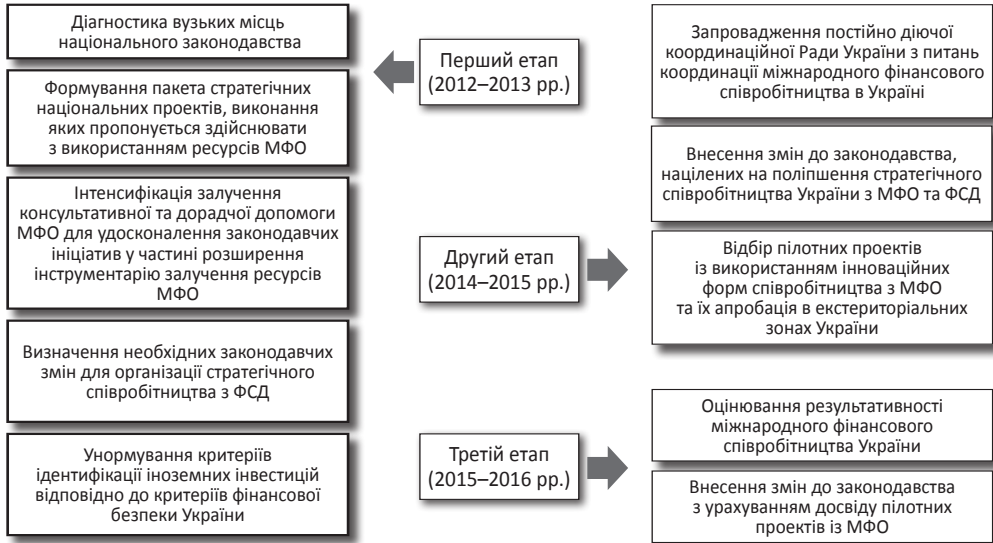 Діагностика вузьких місць
національного законодавства
Формування пакета стратегічних
національних проектів, виконання
яких пропонується здійснювати
з використанням ресурсів МФО
Інтенсифікація залучення
консультативної та дорадчої допомоги
МФО для удосконалення законодавчих
ініціатив у частині розширення
інструментарію залучення ресурсів
МФО
Визначення необхідних законодавчих
змін для організації стратегічного
співробітництва з ФСД
Унормування критеріїв
ідентифікації іноземних інвестицій
відповідно до критеріїв фінансової
безпеки України
Перший етап
(2012–2013 рр.)
Другий етап
(2014–2015 рр.)
Третій етап
(2015–2016 рр.)
Запровадження постійно діючої
координаційної Ради України з питань
координації міжнародного фінансового
співробітництва в Україні
Внесення змін до законодавства,
націлених на поліпшення стратегічного
співробітництва України з МФО та ФСД
Відбір пілотних проектів
із використанням інноваційних
форм співробітництва з МФО
та їх апробація в екстериторіальних
зонах України
Оцінювання результативності
міжнародного фінансового
співробітництва України
Внесення змін до законодавства
з урахуванням досвіду пілотних
проектів із МФО